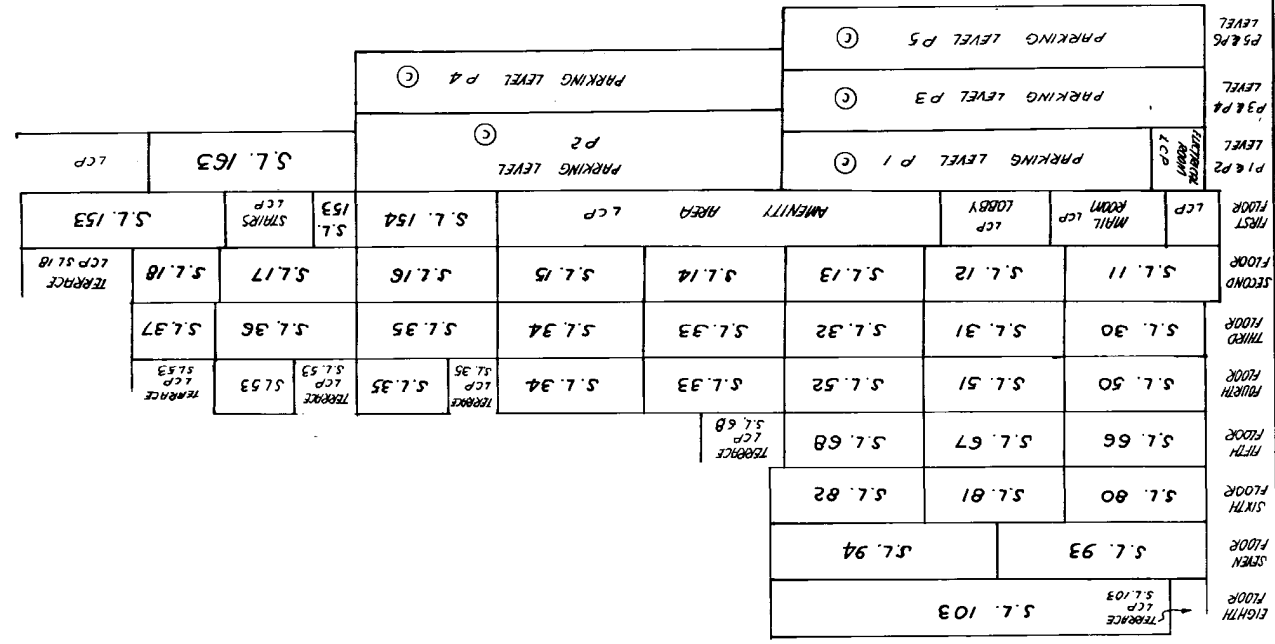 EIGHTH
FLOOR
TERRACE
LCP
S.L. 103
S.L. 103
SEVEN
FLOOR
S.L. 93
S.L. 94
SIXTH
FLOOR
S.L. 80
S.L. 81
S.L. 82
FIFTH
FLOOR
S.L. 66
S.L. 67
S.L. 68
TERRACE
LCP
S.L. 68
FOURTH
FLOOR
S.L. 50
S.L. 51
S.L. 52
S.L. 33
S.L. 34
TERRACE
LCP
SL. 35
S.L. 35
TERRACE
LCP
S.L. 53
SL53
TERRACE
LCP
SL53
THIRD
FLOOR
S.L. 30
S.L. 31
S.L. 32
S.L. 33
S.L. 34
S.L. 35
S.L. 36
S.L. 37
SECOND
FLOOR
S.L. 11
S.L. 12
S.L. 13
S.L. 14
S.L. 15
S.L. 16
S.L. 17
S.L. 18
TERRACE
LCP SL 18
FIRST
FLOOR
LCP
MAIL
ROOM LCP
LCP
LOBBY
AMENITY AREA LCP
S.L. 154
S.L.
153
STAIRS
LCP
S.L. 153
P1 & P2
LEVEL
ELECTRICAL
ROOM
LCP
PARKING LEVEL P1 C
PARKING LEVEL
P2
C
S.L. 163
LCP
P3 & P4
LEVEL
PARKING LEVEL P3 C
PARKING LEVEL P4 C
P5 & P6
LEVEL
PARKING LEVEL P5 C